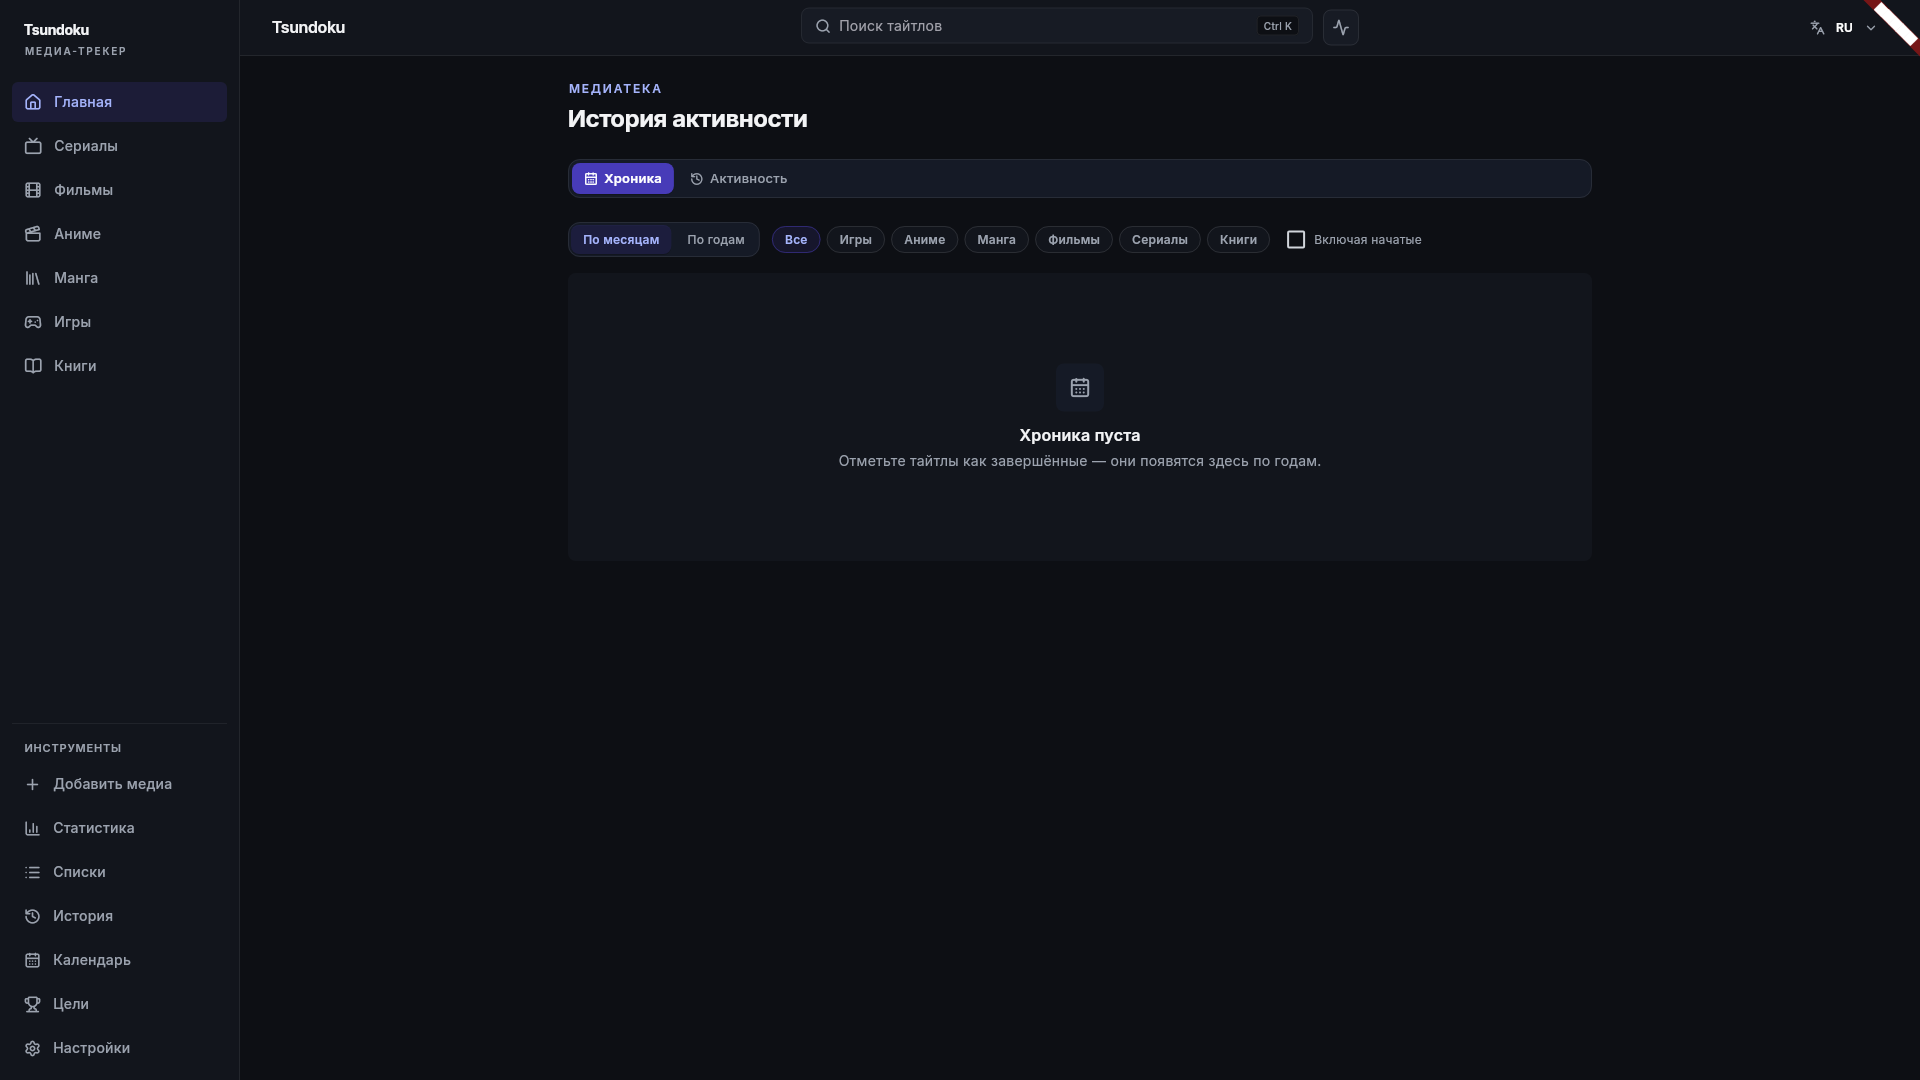 Tsundoku
МЕДИА-ТРЕКЕР
Главная
Сериалы
Фильмы
Аниме
Манга
Игры
Книги
ИНСТРУМЕНТЫ
Добавить медиа
Статистика
Списки
История
Календарь
Цели
Настройки
Tsundoku
Поиск тайтлов
Ctrl K
RU
МЕДИАТЕКА
История активности
Хроника
Активность
По месяцам
По годам
Все
Игры
Аниме
Манга
Фильмы
Сериалы
Книги
Включая начатые
Хроника пуста
Отметьте тайтлы как завершённые — они появятся здесь по годам.